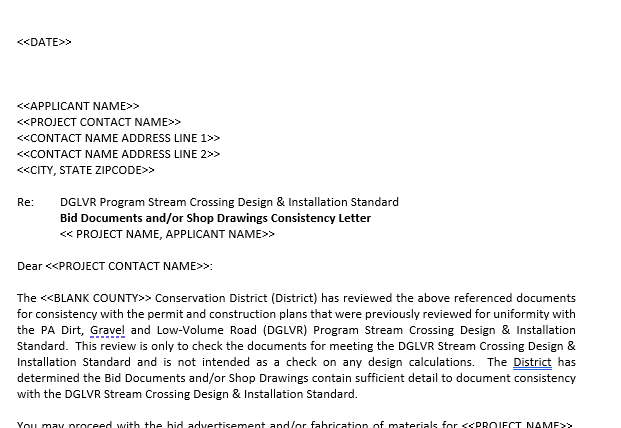 <<DATE>>
<<APPLICANT NAME>>
<<PROJECT CONTACT NAME>>
<<CONTACT NAME ADDRESS LINE 1>>
<<CONTACT NAME ADDRESS LINE 2>>
<<CITY, STATE ZIPCODE>>
Re: DGLVR Program Stream Crossing Design & Installation Standard
Bid Documents and/or Shop Drawings Consistency Letter
<< PROJECT NAME, APPLICANT NAME>>
Dear <<PROJECT CONTACT NAME>>:
The <<BLANK COUNTY>> Conservation District (District) has reviewed the above referenced documents
for consistency with the permit and construction plans that were previously reviewed for uniformity with
the PA Dirt, Gravel and Low-Volume Road (DGLVR) Program Stream Crossing Design & Installation
Standard. This review is only to check the documents for meeting the DGLVR Stream Crossing Design &
Installation Standard and is not intended as a check on any design calculations. The District has
determined the Bid Documents and/or Shop Drawings contain sufficient detail to document consistency
with the DGLVR Stream Crossing Design & Installation Standard.
You may proceed with the bid advertisement and/or fabrication of materials for <<PROJECT NAME>>